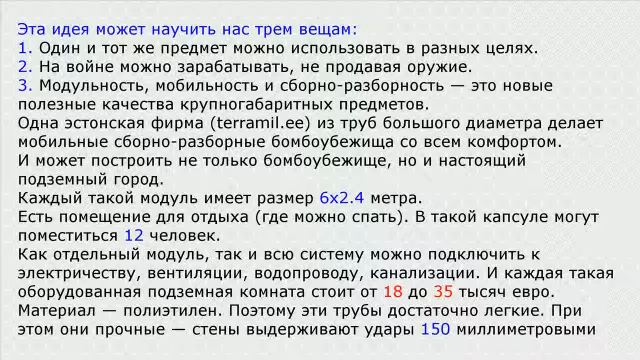 Эта идея может научить нас трем вещам:
1. Один и тот же предмет можно использовать в разных целях.
2. На войне можно зарабатывать, не продавая оружие.
3. Модульность, мобильность и сборно-разборность — это новые
полезные качества крупногабаритных предметов.
Одна эстонская фирма (terramil.ee) из труб большого диаметра делает
мобильные сборно-разборные бомбоубежища со всем комфортом.
И может построить не только бомбоубежище, но и настоящий
подземный город.
Каждый такой модуль имеет размер 6x2.4 метра.
Есть помещение для отдыха (где можно спать). В такой капсуле могут
поместиться 12 человек.
Как отдельный модуль, так и всю систему можно подключить к
электричеству, вентиляции, водопроводу, канализации. И каждая такая
оборудованная подземная комната стоит от 18 до 35 тысяч евро.
Материал — полиэтилен. Поэтому эти трубы достаточно легкие. При
этом они прочные — стены выдерживают удары 150 миллиметровыми